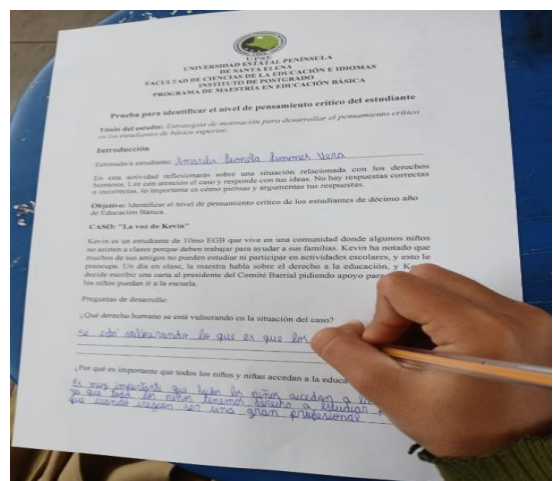 UPSE
UNIVERSIDAD ESTATAL PENÍNSULA
DE SANTA ELENA
FACULTAD DE CIENCIAS DE LA EDUCACIÓN E IDIOMAS
INSTITUTO DE POSTGRADO
PROGRAMA DE MAESTRÍA EN EDUCACIÓN BÁSICA
Prueba para identificar el nivel de pensamiento crítico del estudiante
Título del estudio: Estrategias de motivación para desarrollar el pensamiento crítico
en los estudiantes de básica superior.
Introducción
Estimado/a estudiante: Limones Vera
En esta actividad reflexionarás sobre una situación relacionada con los derechos
humanos. Lee con atención el caso y responde con tus ideas. No hay respuestas correctas
o incorrectas, lo importante es cómo piensas y argumentas tus respuestas.
Objetivo: Identificar el nivel de pensamiento crítico de los estudiantes de décimo año
de Educación Básica.
CASO: "La voz de Kevin"
Kevin es un estudiante de 10mo EGB que vive en una comunidad donde algunos niños
no asisten a clases porque deben trabajar para ayudar a sus familias. Kevin ha notado que
muchos de sus amigos no pueden estudiar ni participar en actividades escolares, y esto le
preocupa. Un día en clase, la maestra habla sobre el derecho a la educación, y
decide escribir una carta al presidente del Comité Barrial pidiendo apoyo para
los niños puedan ir a la escuela.
Preguntas de desarrollo:
¿Qué derecho humano se está vulnerando en la situación del caso?
se está lo que es que los
¿Por qué es importante que todos los niños y niñas accedan a la educa
Es muy importante que todos los niños accedan a
ya que todos los niños tenemos derecho a estudiar
que cuando crezcan ser una gran profesional